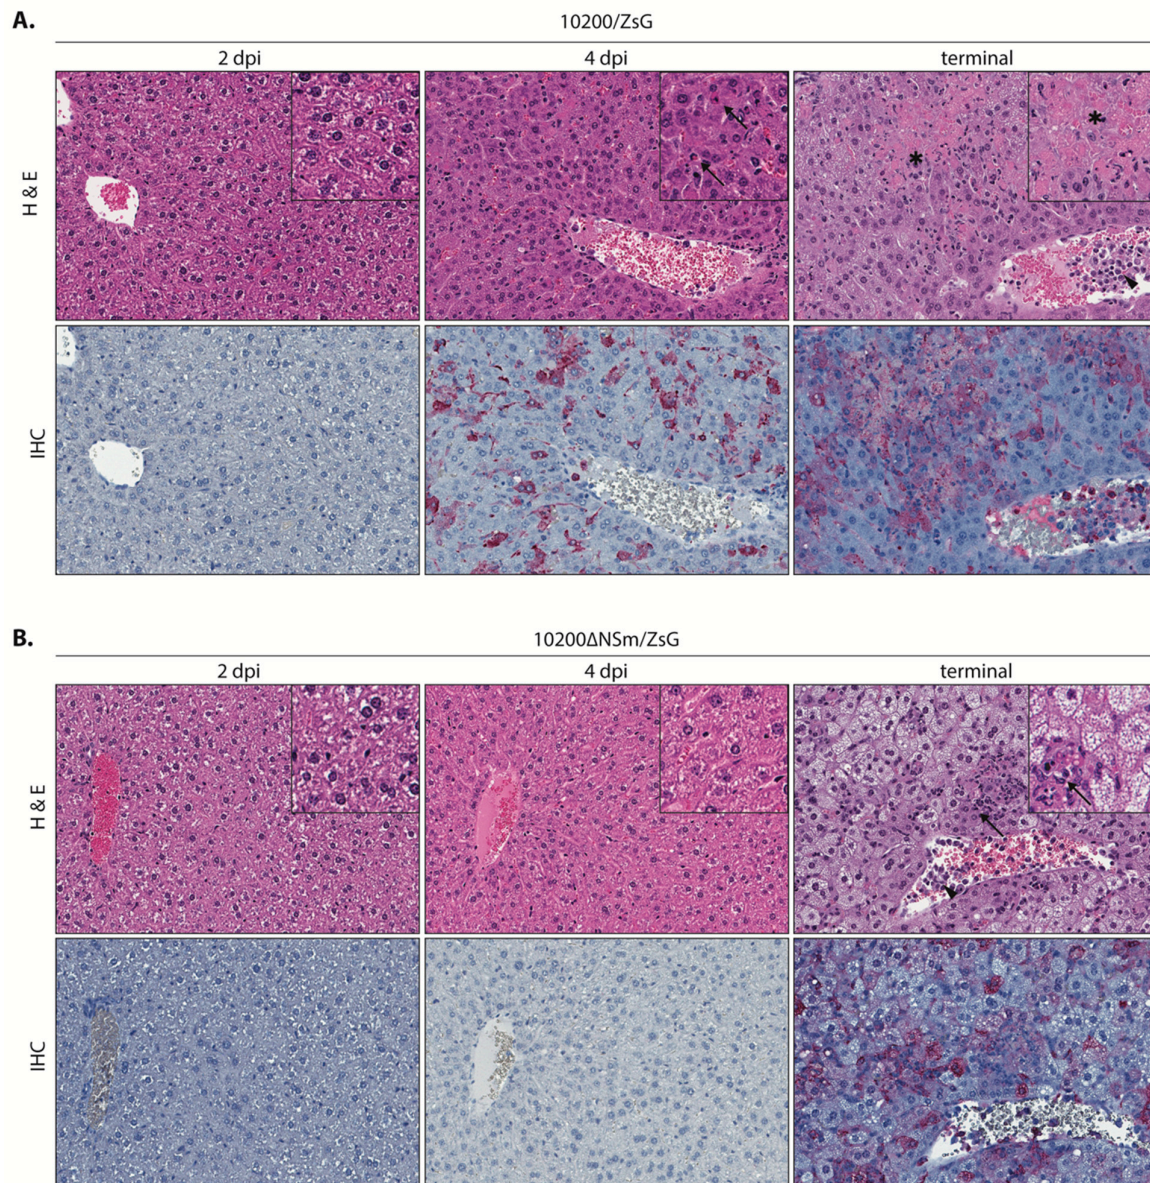 A.
10200/ZsG
2 dpi 4 dpi terminal
H & E
*
*
IHC
B.
10200ΔNSm/ZsG
2 dpi 4 dpi terminal
H & E
IHC